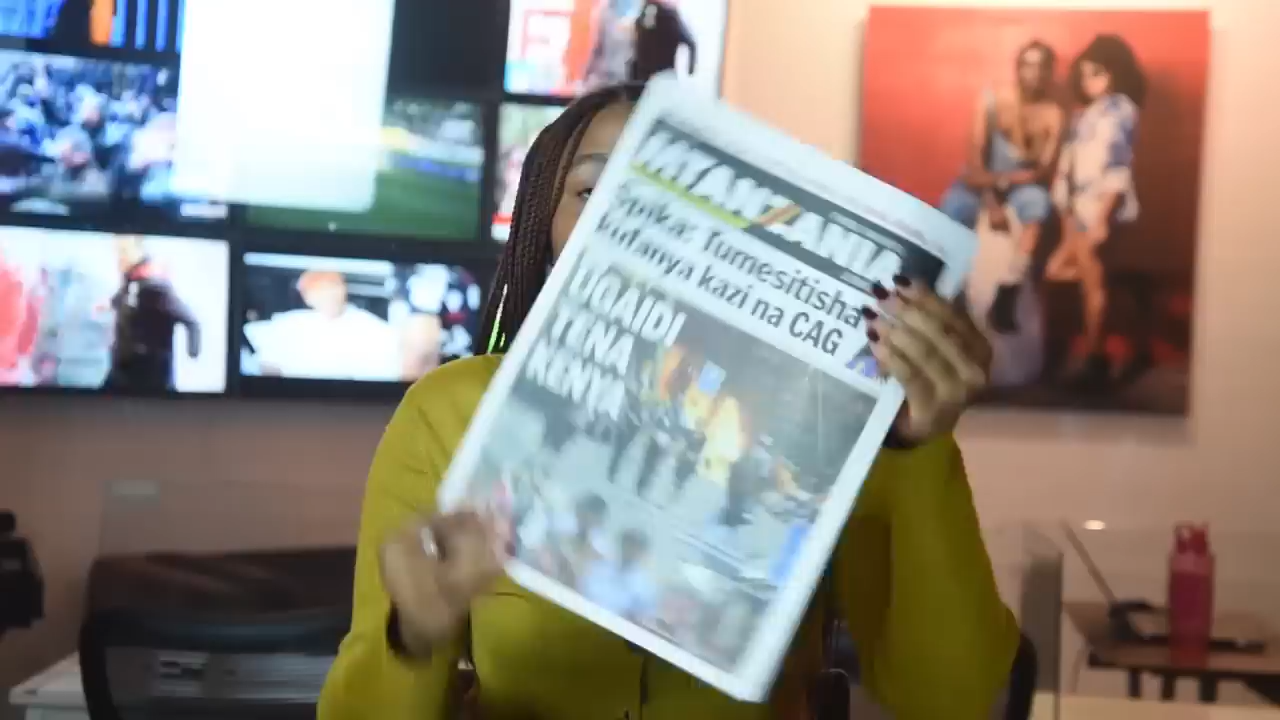 MTANZANIA
Spika: Tumesitisha
kufanya kazi na CAG
UGAIDI
TENA
KENYA